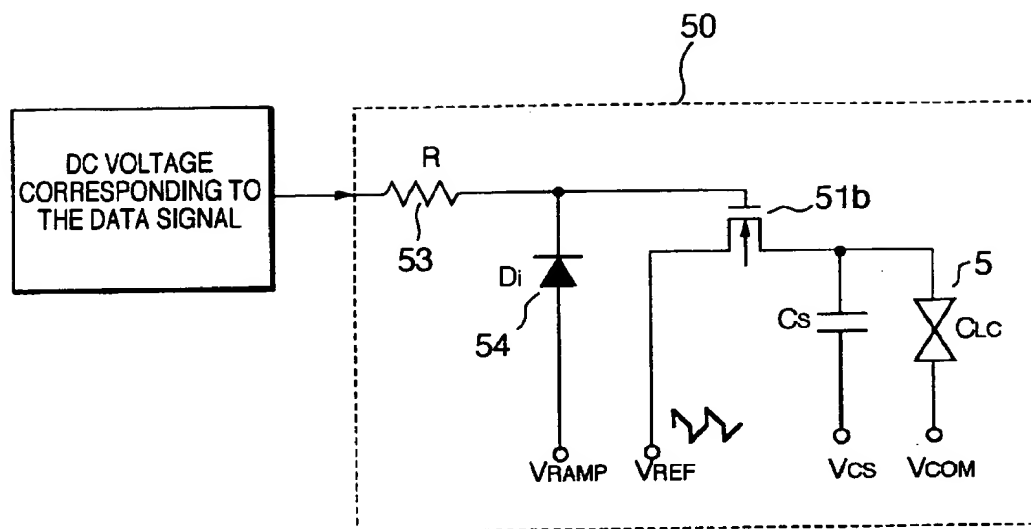 50
DC VOLTAGE
CORRESPONDING TO
THE DATA SIGNAL
R
53
51b
Di
54
5
Cs
CLC
VRAMP
VREF
VCS
VCOM